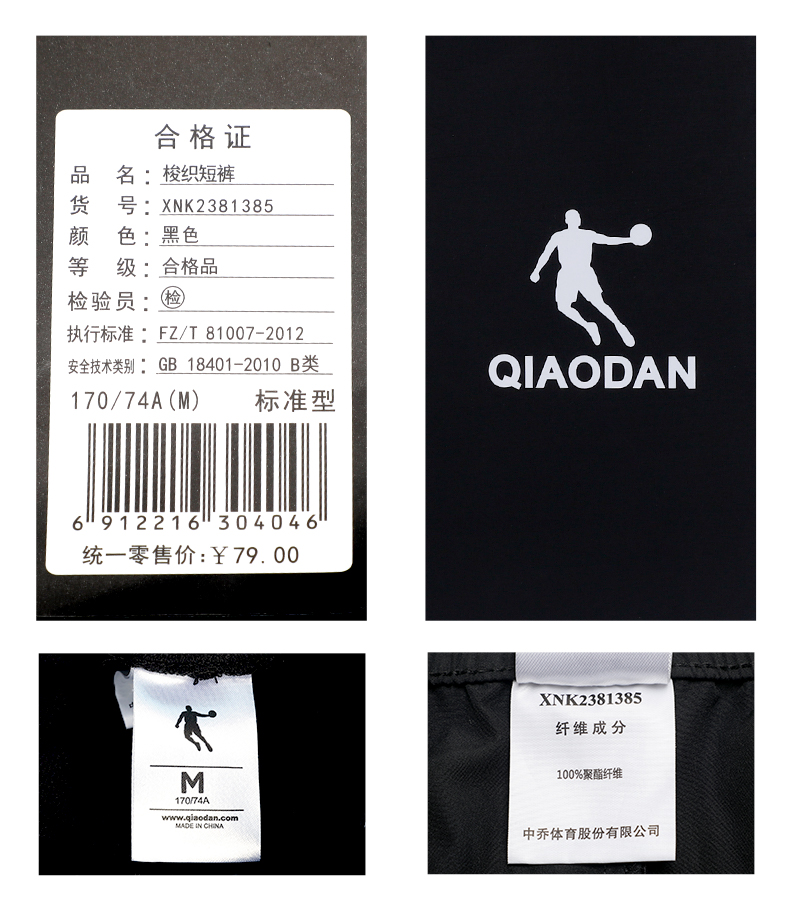 合格证
品 名：梭织短裤
货 号：XNK2381385
颜 色：黑色
等 级：合格品
检验员：检
执行标准：FZ/T 81007-2012
安全技术类别：GB 18401-2010 B类
170/74A(M) 标准型
6 912216 304046
统一零售价：￥79.00
QIAODAN
M
170/74A
www.qiaodan.com
MADE IN CHINA
XNK2381385
纤维成分
100%聚酯纤维
中乔体育股份有限公司